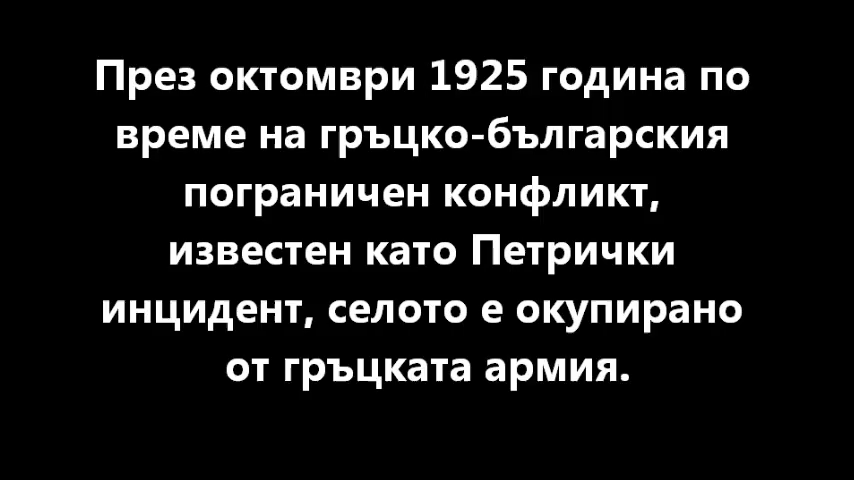 През октомври 1925 година по
време на гръцко-българския
пограничен конфликт,
известен като Петрички
инцидент, селото е окупирано
от гръцката армия.